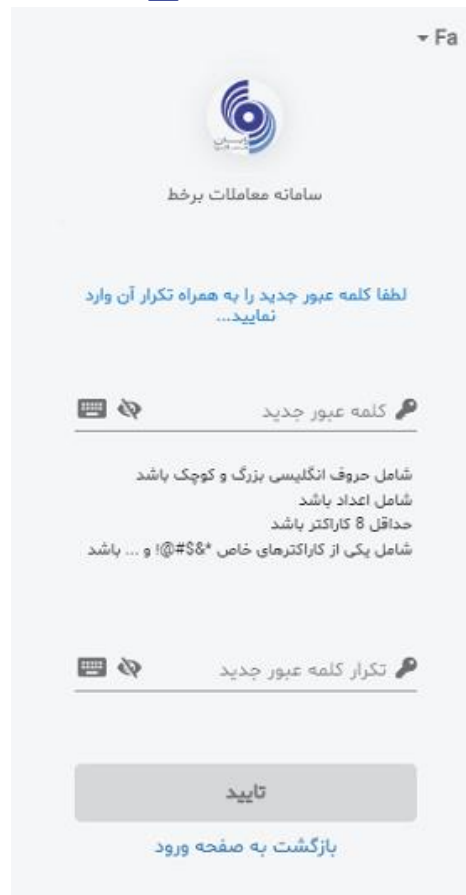 Fa
رایان
سامانه معاملات برخط
لطفا کلمه عبور جدید را به همراه تکرار آن وارد
نمایید...
کلمه عبور جدید
شامل حروف انگلیسی بزرگ و کوچک باشد
شامل اعداد باشد
حداقل 8 کاراکتر باشد
شامل یکی از کاراکترهای خاص *&$#@! و ... باشد
تکرار کلمه عبور جدید
تایید
بازگشت به صفحه ورود